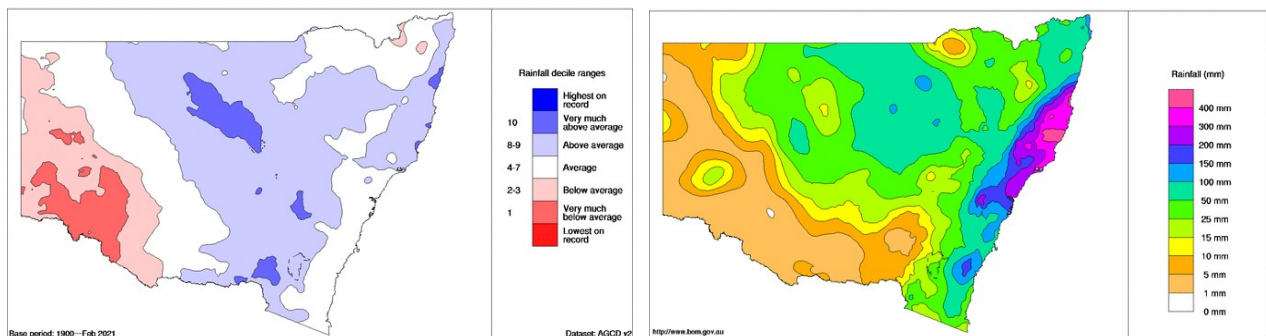 Rainfall decile ranges
Highest on
record
10
Very much
above average
8-9
Above average
4-7
Average
2-3
Below average
1
Very much
below average
Lowest on
record
Base period: 1900—Feb 2021
Dataset: AGCD v2
Rainfall (mm)
400 mm
300 mm
200 mm
150 mm
100 mm
50 mm
25 mm
15 mm
10 mm
5 mm
1 mm
0 mm
http://www.bom.gov.au